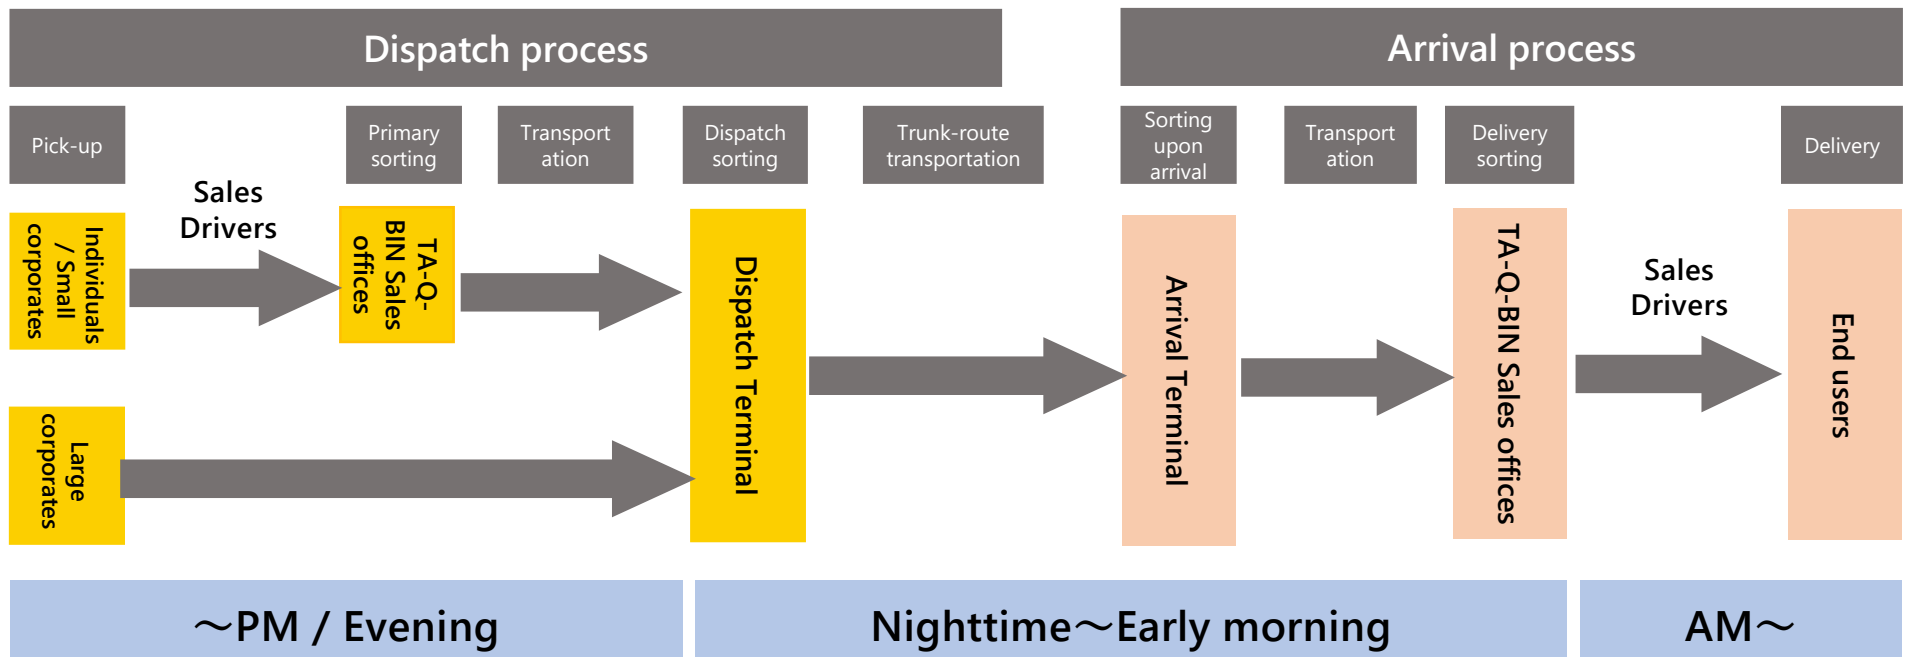 Dispatch process
Arrival process
Pick-up
Primary
sorting
Transport
ation
Dispatch
sorting
Trunk-route
transportation
Sorting
upon
arrival
Transport
ation
Delivery
sorting
Delivery
Individuals
/ Small
corporates
Sales
Drivers
TA-Q-
BIN Sales
offices
Large
corporates
Dispatch Terminal
Arrival Terminal
TA-Q-BIN Sales offices
Sales
Drivers
End users
～PM / Evening
Nighttime～Early morning
AM～